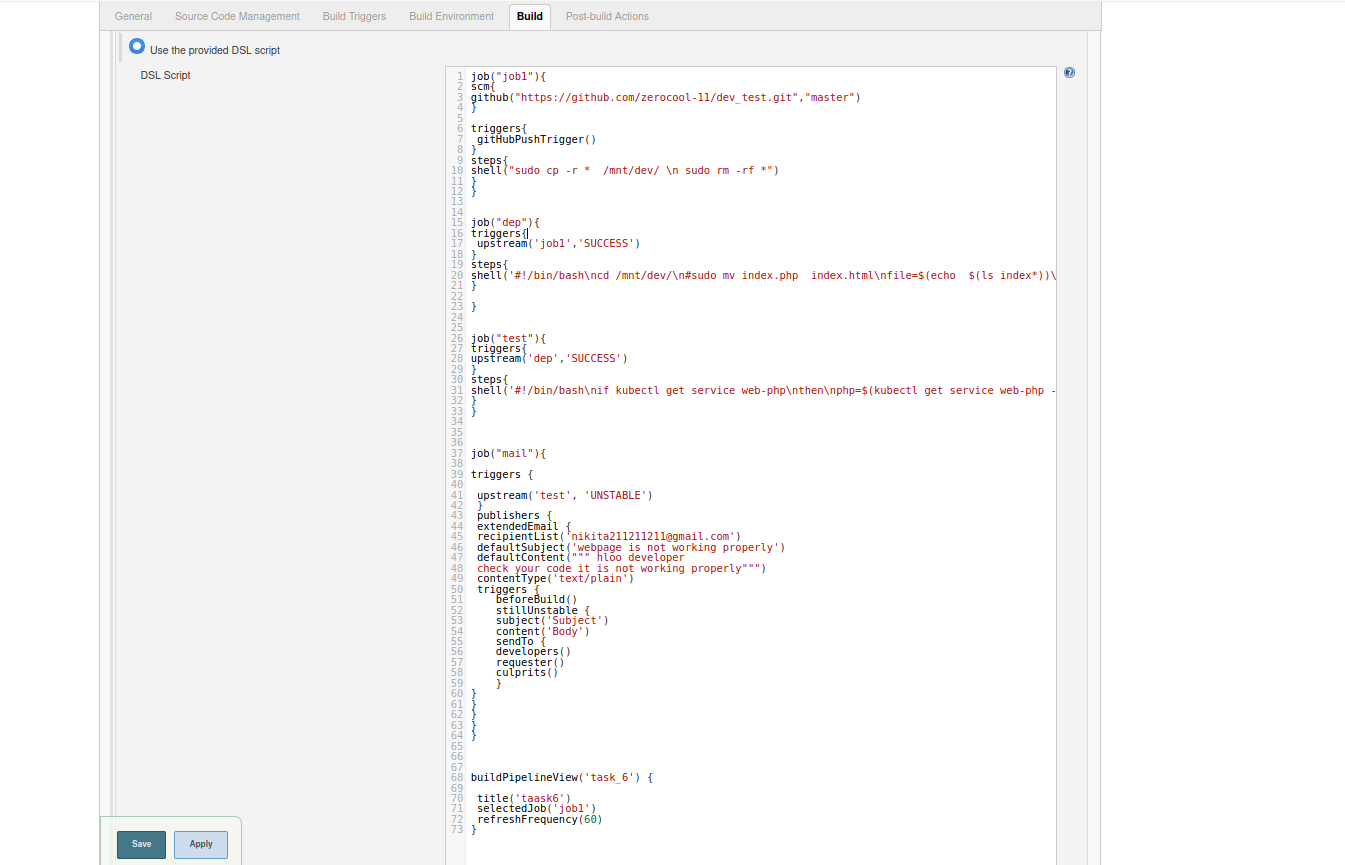 General Source Code Management Build Triggers Build Environment Build Post-build Actions
Use the provided DSL script
DSL Script
1 job("job1"){
2 scm{
3 github("https://github.com/zerocool-11/dev_test.git","master")
4 }
5
6 triggers{
7 gitHubPushTrigger()
8 }
9 steps{
10 shell("sudo cp -r *  /mnt/dev/ \n sudo rm -rf *")
11 }
12 }
13
14
15 job("dep"){
16 triggers{
17 upstream('job1','SUCCESS')
18 }
19 steps{
20 shell('#!/bin/bash\ncd /mnt/dev/\n#sudo mv index.php  index.html\nfile=$(echo  $(ls index*))\
21 }
22
23 }
24
25
26 job("test"){
27 triggers{
28 upstream('dep','SUCCESS')
29 }
30 steps{
31 shell('#!/bin/bash\nif kubectl get service web-php\nthen\nphp=$(kubectl get service web-php -
32 }
33 }
34
35
36
37 job("mail"){
38
39 triggers {
40
41 upstream('test', 'UNSTABLE')
42 }
43 publishers {
44 extendedEmail {
45 recipientList('nikita211211211@gmail.com')
46 defaultSubject('webpage is not working properly')
47 defaultContent(""" hloo developer
48 check your code it is not working properly""")
49 contentType('text/plain')
50 triggers {
51 beforeBuild()
52 stillUnstable {
53 subject('Subject')
54 content('Body')
55 sendTo {
56 developers()
57 requester()
58 culprits()
59 }
60 }
61 }
62 }
63 }
64 }
65
66
67
68 buildPipelineView('task_6') {
69
70 title('taask6')
71 selectedJob('job1')
72 refreshFrequency(60)
73 }
Save Apply